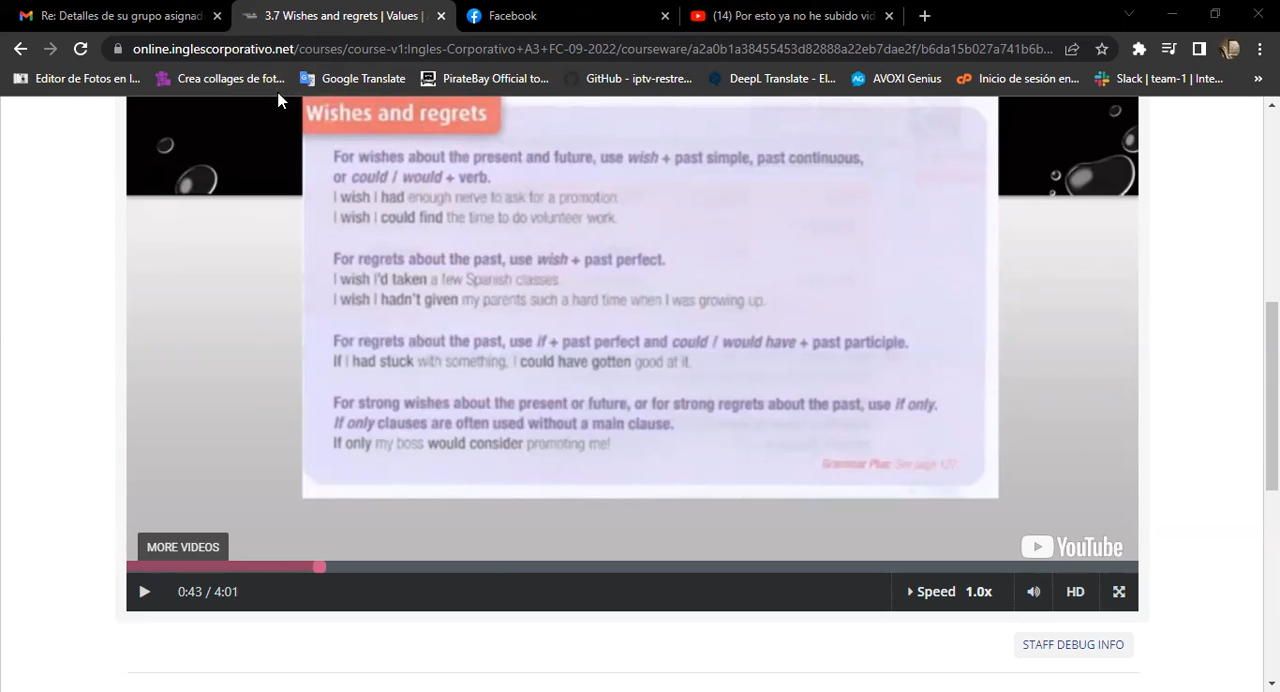 Re: Detalles de su grupo asignad
3.7 Wishes and regrets | Values |
Facebook
(14) Por esto ya no he subido vid
online.inglescorporativo.net/courses/course-v1:Ingles-Corporativo+A3+FC-09-2022/courseware/a2a0b1a38455453d82888a22eb7dae2f/b6da15b027a741b6b...
Editor de Fotos en l... Crea collages de fot... Google Translate PirateBay Official to... GitHub - iptv-restre... DeepL Translate - El... AVOXI Genius Inicio de sesión en... Slack | team-1 | Inte... »
Wishes and regrets
For wishes about the present and future, use wish + past simple, past continuous,
or could / would + verb.
I wish I had enough nerve to ask for a promotion.
I wish I could find the time to do volunteer work.
For regrets about the past, use wish + past perfect.
I wish I'd taken a few Spanish classes.
I wish I hadn't given my parents such a hard time when I was growing up.
For regrets about the past, use if + past perfect and could / would have + past participle.
If I had stuck with something, I could have gotten good at it.
For strong wishes about the present or future, or for strong regrets about the past, use if only.
If only clauses are often used without a main clause.
If only my boss would consider promoting me!
Grammar Plus: See page 127.
MORE VIDEOS
YouTube
0:43 / 4:01
Speed 1.0x HD
STAFF DEBUG INFO